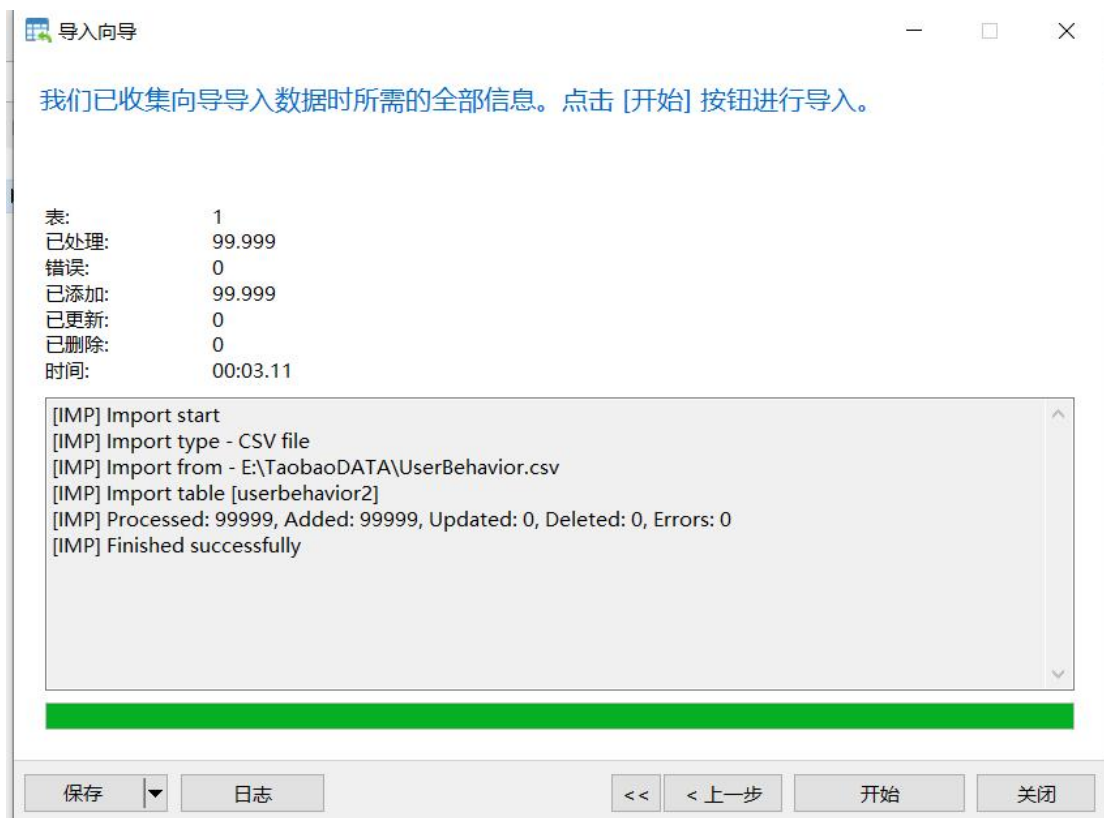 导入向导
我们已收集向导导入数据时所需的全部信息。点击 [开始] 按钮进行导入。
表: 1
已处理: 99.999
错误: 0
已添加: 99.999
已更新: 0
已删除: 0
时间: 00:03.11
[IMP] Import start
[IMP] Import type - CSV file
[IMP] Import from - E:\TaobaoDATA\UserBehavior.csv
[IMP] Import table [userbehavior2]
[IMP] Processed: 99999, Added: 99999, Updated: 0, Deleted: 0, Errors: 0
[IMP] Finished successfully
保存 日志 << < 上一步 开始 关闭